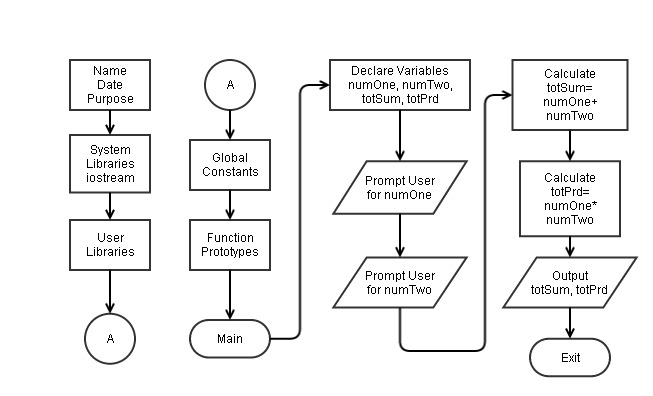 Name
Date
Purpose
System
Libraries
iostream
User
Libraries
A
A
Global
Constants
Function
Prototypes
Main
Declare Variables
numOne, numTwo,
totSum, totPrd
Prompt User
for numOne
Prompt User
for numTwo
Calculate
totSum=
numOne+
numTwo
Calculate
totPrd=
numOne*
numTwo
Output
totSum, totPrd
Exit